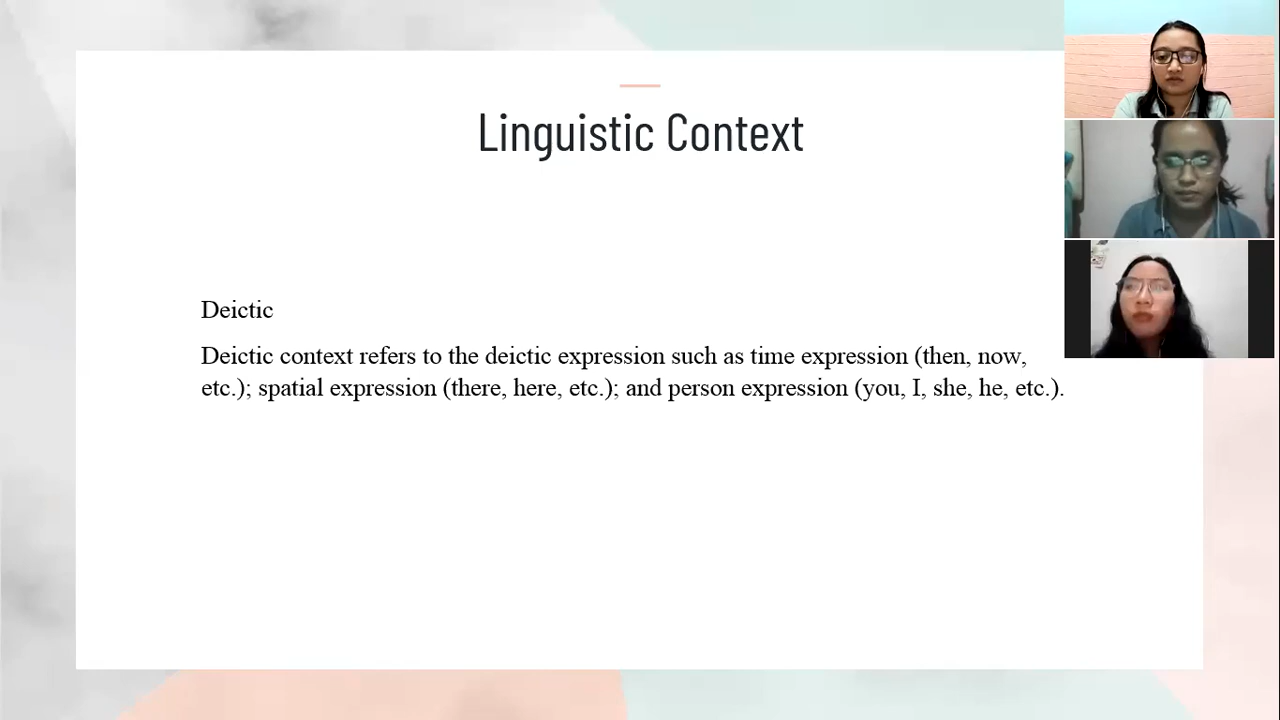 Linguistic Context
Deictic
Deictic context refers to the deictic expression such as time expression (then, now,
etc.); spatial expression (there, here, etc.); and person expression (you, I, she, he, etc.).